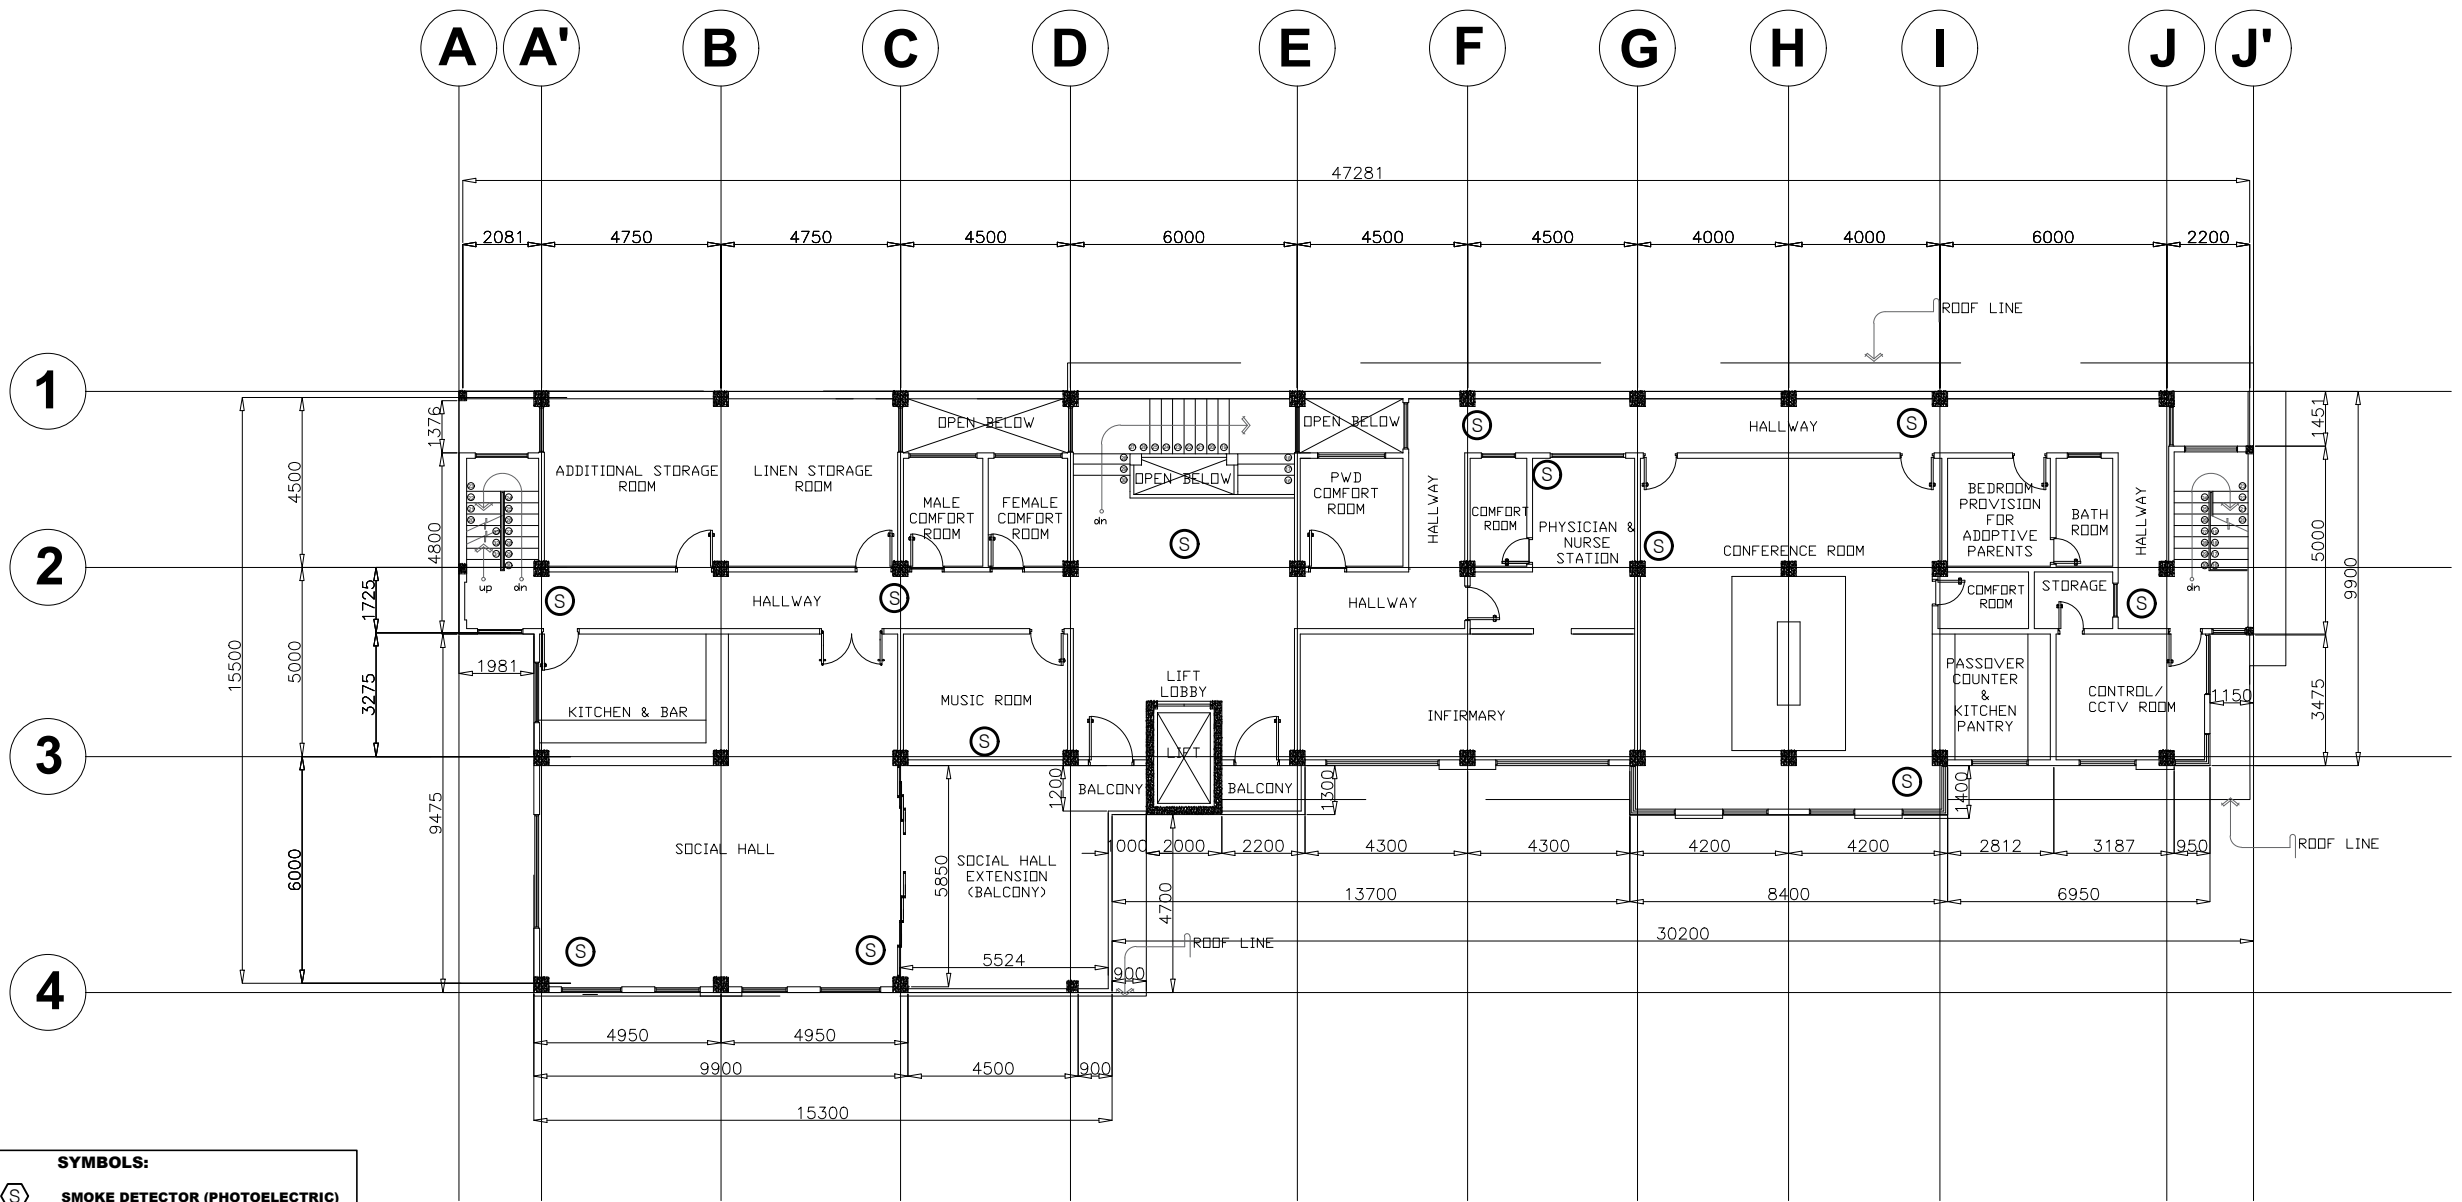 A A' B C D E F G H I J J'
47281
2081 4750 4750 4500 6000 4500 4500 4000 4000 6000 2200
ROOF LINE
1
2
3
4
1376
4500
4800
1725
15500
5000
3275
1981
9475
6000
ADDITIONAL STORAGE
ROOM
LINEN STORAGE
ROOM
OPEN BELOW
MALE
COMFORT
ROOM
FEMALE
COMFORT
ROOM
OPEN BELOW
dn
OPEN BELOW
PWD
COMFORT
ROOM
HALLWAY
S
COMFORT
ROOM
S
PHYSICIAN &
NURSE
STATION
HALLWAY
S
S
CONFERENCE ROOM
BEDROOM
PROVISION
FOR
ADOPTIVE
PARENTS
BATH
ROOM
HALLWAY
1451
5000
9900
3475
1150
up
dn
S
HALLWAY
S
S
HALLWAY
COMFORT
ROOM
STORAGE
S
dn
KITCHEN & BAR
MUSIC ROOM
S
LIFT
LOBBY
LIFT
INFIRMARY
PASSOVER
COUNTER
&
KITCHEN
PANTRY
CONTROL/
CCTV ROOM
1200
BALCONY
BALCONY
1300
S
1400
SOCIAL HALL
5850
SOCIAL HALL
EXTENSION
(BALCONY)
1000 2000 2200 4300 4300 4200 4200 2812 3187 950
ROOF LINE
4700
13700 8400 6950
S
S
ROOF LINE
30200
5524
900
4950 4950
9900 4500 900
15300
SYMBOLS:
S SMOKE DETECTOR (PHOTOELECTRIC)